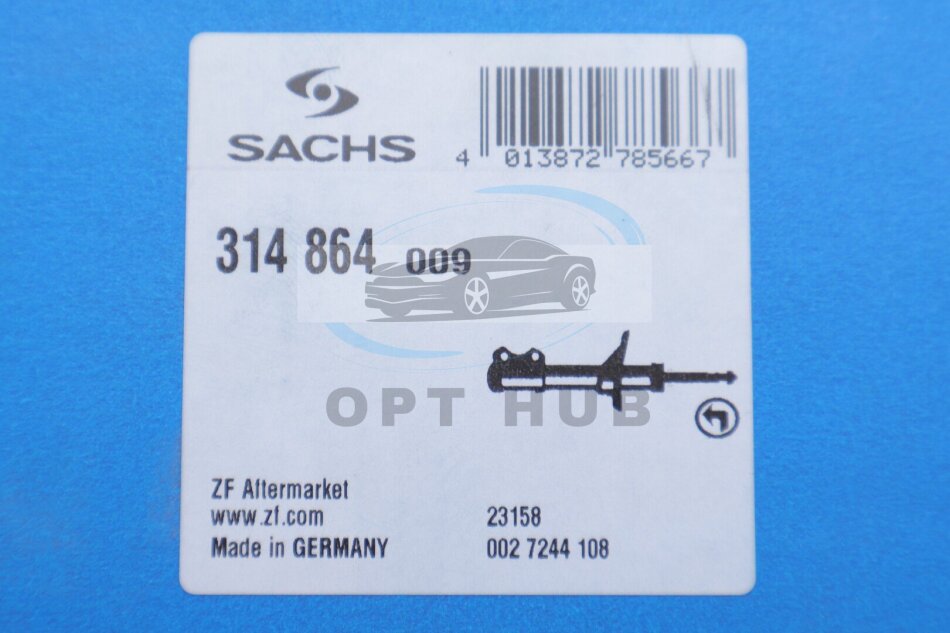 SACHS
4 013872 785667
314 864 009
OPT HUB
ZF Aftermarket
www.zf.com
23158
Made in GERMANY
002 7244 108